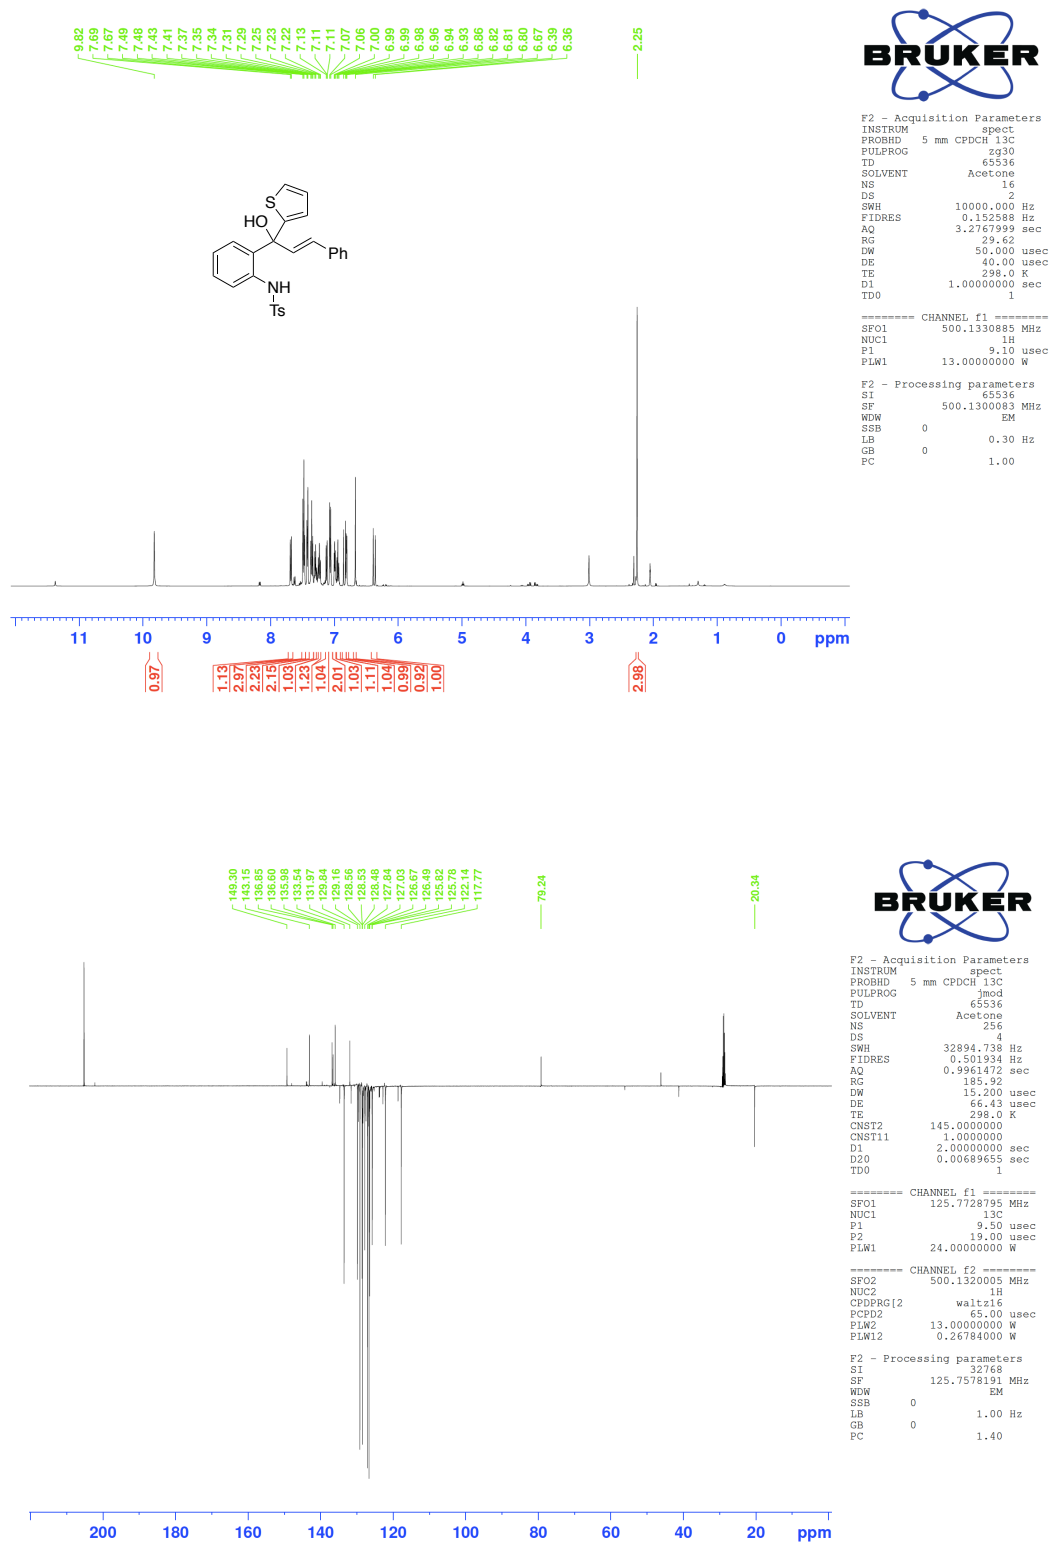 9.82
7.69
7.67
7.49
7.48
7.43
7.41
7.37
7.35
7.34
7.31
7.29
7.25
7.23
7.22
7.13
7.11
7.11
7.07
7.06
7.00
6.99
6.99
6.98
6.96
6.94
6.93
6.86
6.82
6.81
6.80
6.67
6.39
6.36
2.25
BRUKER
F2 - Acquisition Parameters
INSTRUM spect
PROBHD 5 mm CPDCH 13C
PULPROG zg30
TD 65536
SOLVENT Acetone
NS 16
DS 2
SWH 10000.000 Hz
FIDRES 0.152588 Hz
AQ 3.2767999 sec
RG 29.62
DW 50.000 usec
DE 40.00 usec
TE 298.0 K
D1 1.00000000 sec
TD0 1
======== CHANNEL f1 ========
SFO1 500.1330885 MHz
NUC1 1H
P1 9.10 usec
PLW1 13.00000000 W
F2 - Processing parameters
SI 65536
SF 500.1300083 MHz
WDW EM
SSB 0
LB 0.30 Hz
GB 0
PC 1.00
S
HO
Ph
NH
Ts
11 10 9 8 7 6 5 4 3 2 1 0 ppm
0.97
1.13
2.97
2.23
2.15
1.03
1.23
1.04
2.01
1.03
1.11
1.04
0.99
0.92
1.00
2.98
149.30
143.15
136.85
136.60
135.98
133.54
131.97
129.84
129.16
128.56
128.53
128.48
127.84
127.03
126.67
126.49
125.82
125.78
122.14
117.77
79.24
20.34
BRUKER
F2 - Acquisition Parameters
INSTRUM spect
PROBHD 5 mm CPDCH 13C
PULPROG jmod
TD 65536
SOLVENT Acetone
NS 256
DS 4
SWH 32894.738 Hz
FIDRES 0.501934 Hz
AQ 0.9961472 sec
RG 185.92
DW 15.200 usec
DE 66.43 usec
TE 298.0 K
CNST2 145.0000000
CNST11 1.0000000
D1 2.00000000 sec
D20 0.00689655 sec
TD0 1
======== CHANNEL f1 ========
SFO1 125.7728795 MHz
NUC1 13C
P1 9.50 usec
P2 19.00 usec
PLW1 24.00000000 W
======== CHANNEL f2 ========
SFO2 500.1320005 MHz
NUC2 1H
CPDPRG[2 waltz16
PCPD2 65.00 usec
PLW2 13.00000000 W
PLW12 0.26784000 W
F2 - Processing parameters
SI 32768
SF 125.7578191 MHz
WDW EM
SSB 0
LB 1.00 Hz
GB 0
PC 1.40
200 180 160 140 120 100 80 60 40 20 ppm